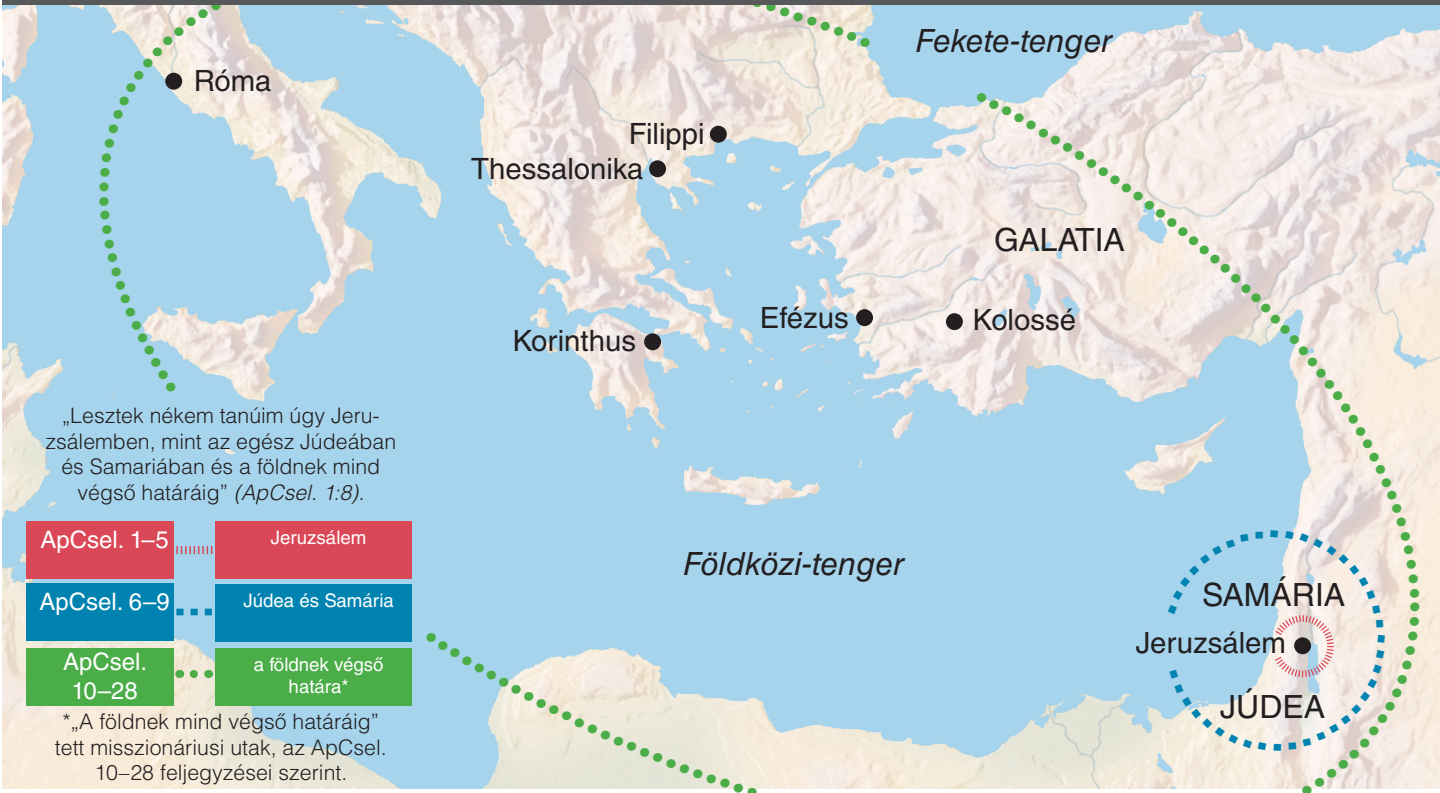 Fekete-tenger
Róma
Filippi
Thessalonika
GALATIA
Efézus
Kolossé
Korinthus
„Lesztek nékem tanúim úgy Jeru-
zsálemben, mint az egész Júdeában
és Samariában és a földnek mind
végső határáig” (ApCsel. 1:8).
ApCsel. 1–5
Jeruzsálem
ApCsel. 6–9
Júdea és Samária
ApCsel.
10–28
a földnek végső
határa*
*„A földnek mind végső határáig”
tett misszionáriusi utak, az ApCsel.
10–28 feljegyzései szerint.
Földközi-tenger
SAMÁRIA
Jeruzsálem
JÚDEA